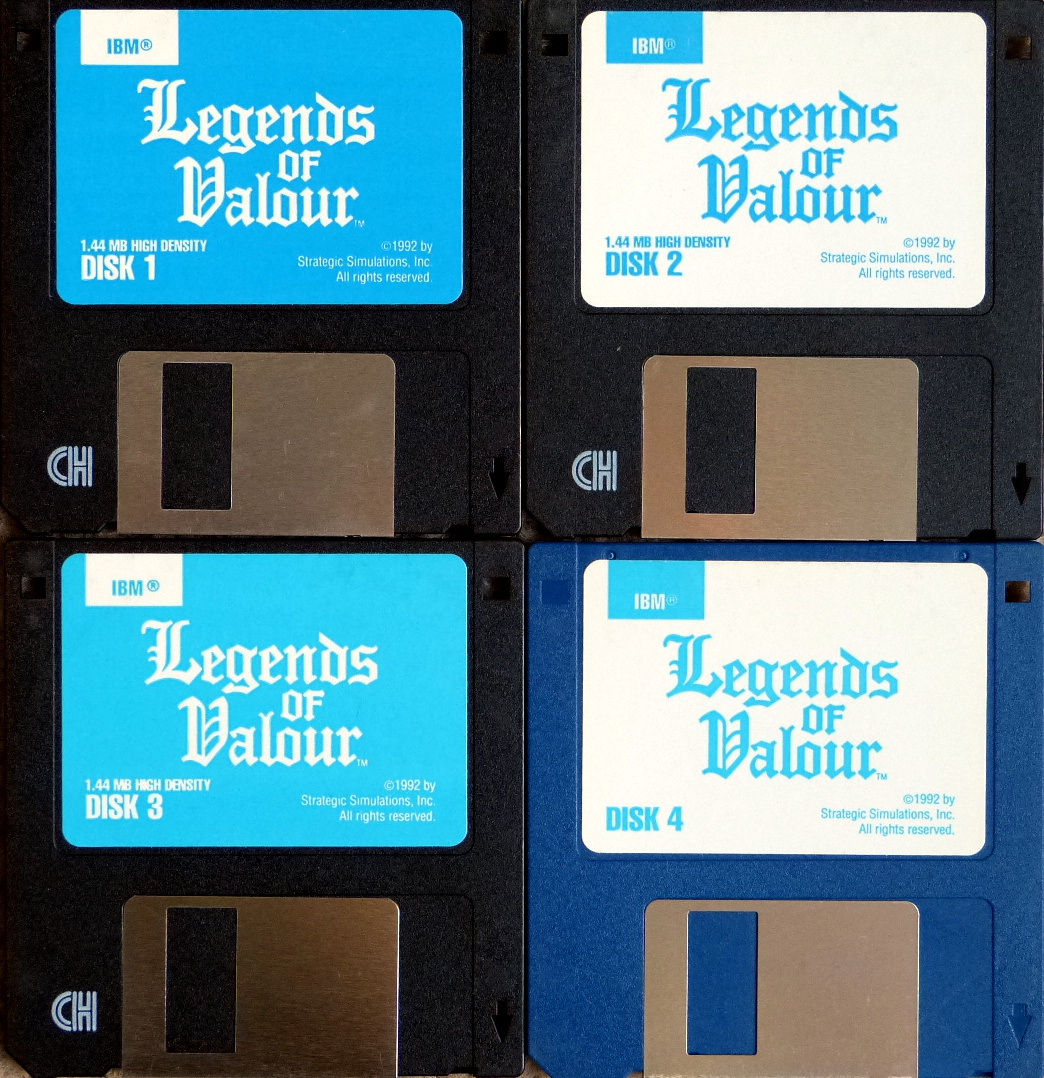 IBM®
Legends
OF
Valour™
1.44 MB HIGH DENSITY
DISK 1
©1992 by
Strategic Simulations, Inc.
All rights reserved.
CH
IBM®
Legends
OF
Valour™
1.44 MB HIGH DENSITY
DISK 2
©1992 by
Strategic Simulations, Inc.
All rights reserved.
CH
IBM®
Legends
OF
Valour™
1.44 MB HIGH DENSITY
DISK 3
©1992 by
Strategic Simulations, Inc.
All rights reserved.
CH
IBM®
Legends
OF
Valour™
DISK 4
©1992 by
Strategic Simulations, Inc.
All rights reserved.